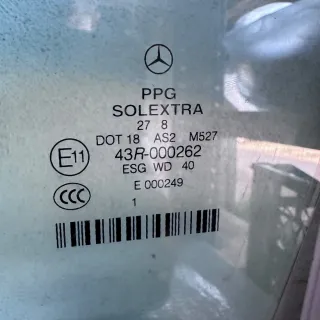 PPG
SOLEXTRA
27 8
DOT 18 AS2 M527
E11 43R-000262
CCC ESG WD 40
E 000249
1